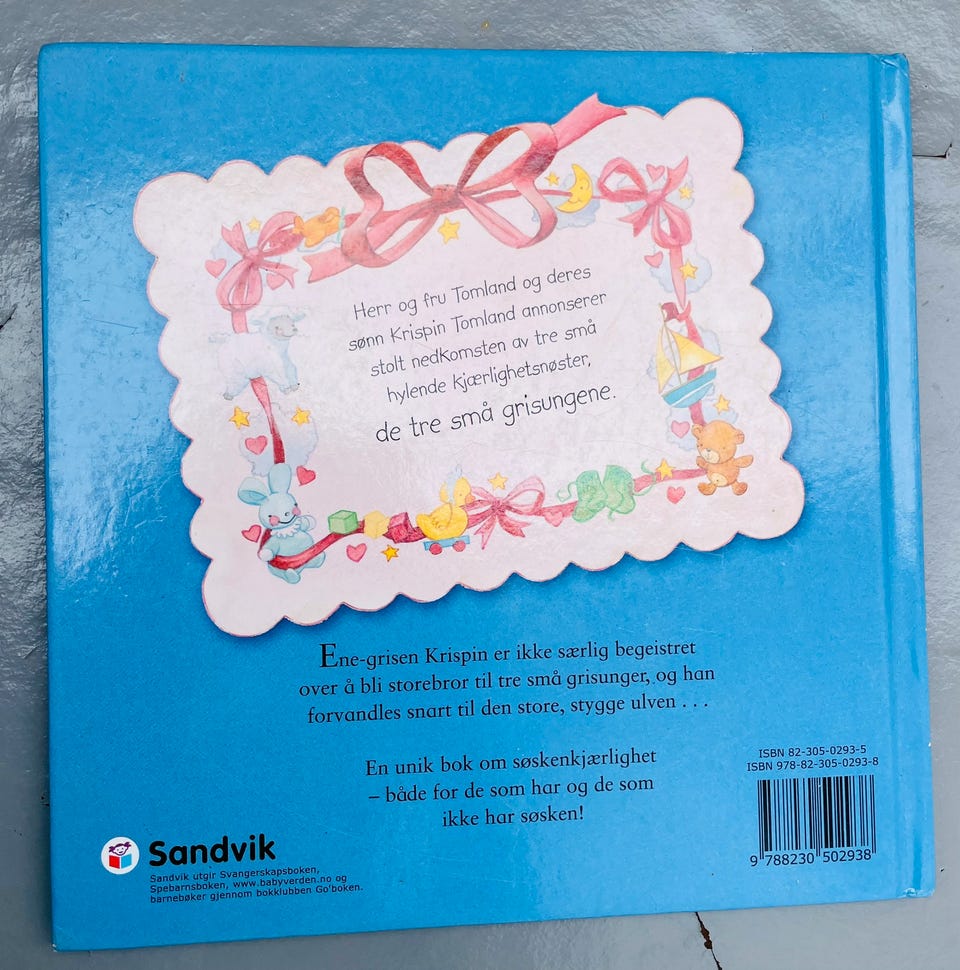 Herr og fru Tomland og deres
sønn Krispin Tomland annonserer
stolt nedkomsten av tre små
hylende kjærlighetsnøster,
de tre små grisungene.
Ene-grisen Krispin er ikke særlig begeistret
over å bli storebror til tre små grisunger, og han
forvandles snart til den store, stygge ulven . . .
En unik bok om søskenkjærlighet
– både for de som har og de som
ikke har søsken!
ISBN 82-305-0293-5
ISBN 978-82-305-0293-8
9 788230 502938
Sandvik
Sandvik utgir Svangerskapsboken,
Spebarnsboken, www.babyverden.no og
barnebøker gjennom bokklubben Go'boken.